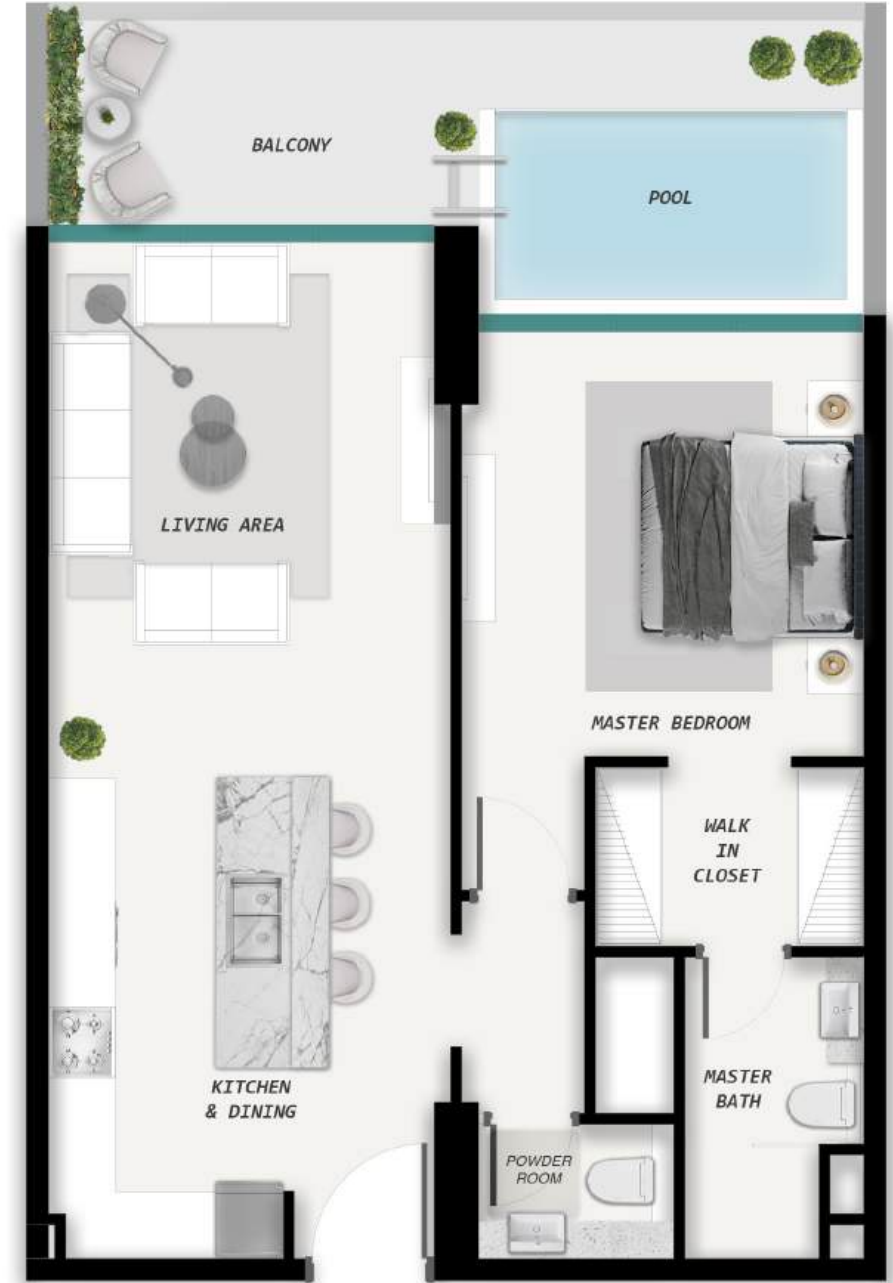 BALCONY
POOL
LIVING AREA
MASTER BEDROOM
WALK
IN
CLOSET
KITCHEN
& DINING
MASTER
BATH
POWDER
ROOM